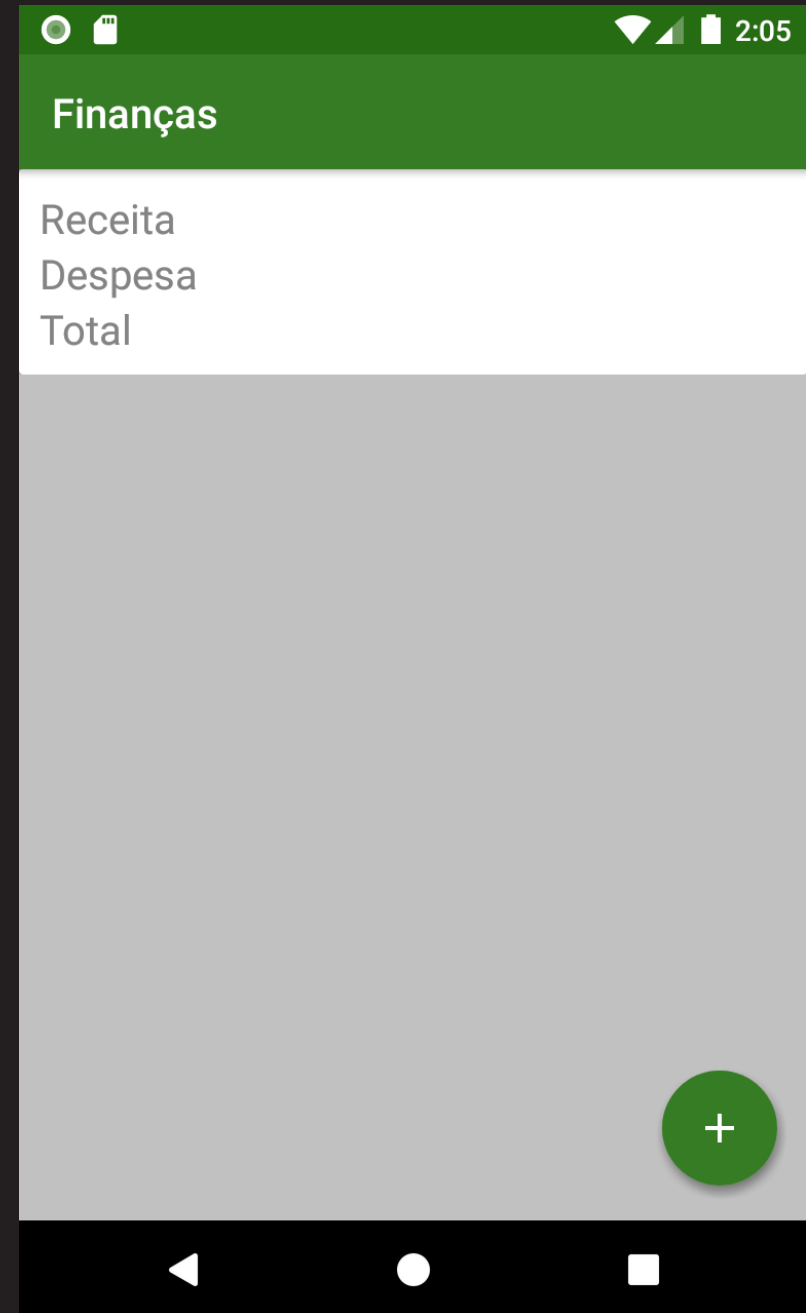 2:05
Finanças
Receita
Despesa
Total
+